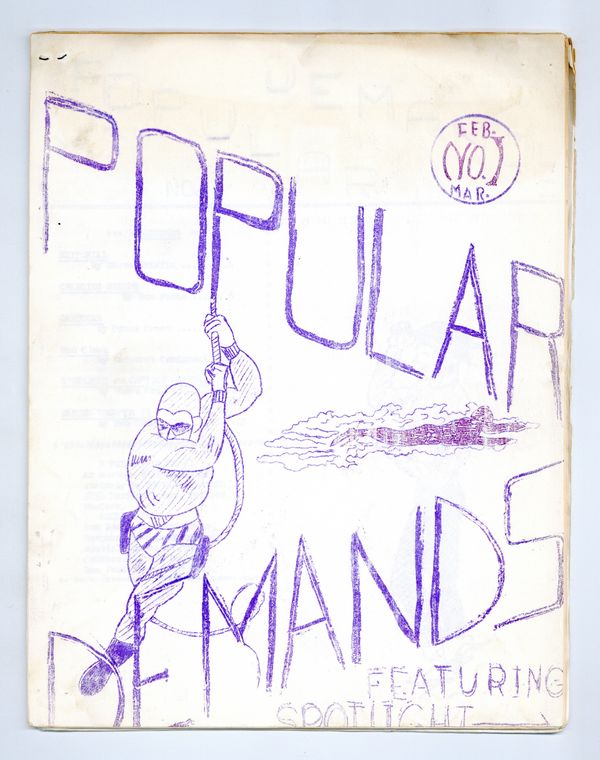 FEB.
NO. 1
MAR.
POPULAR
DEMANDS
FEATURING
SPOTLIGHT